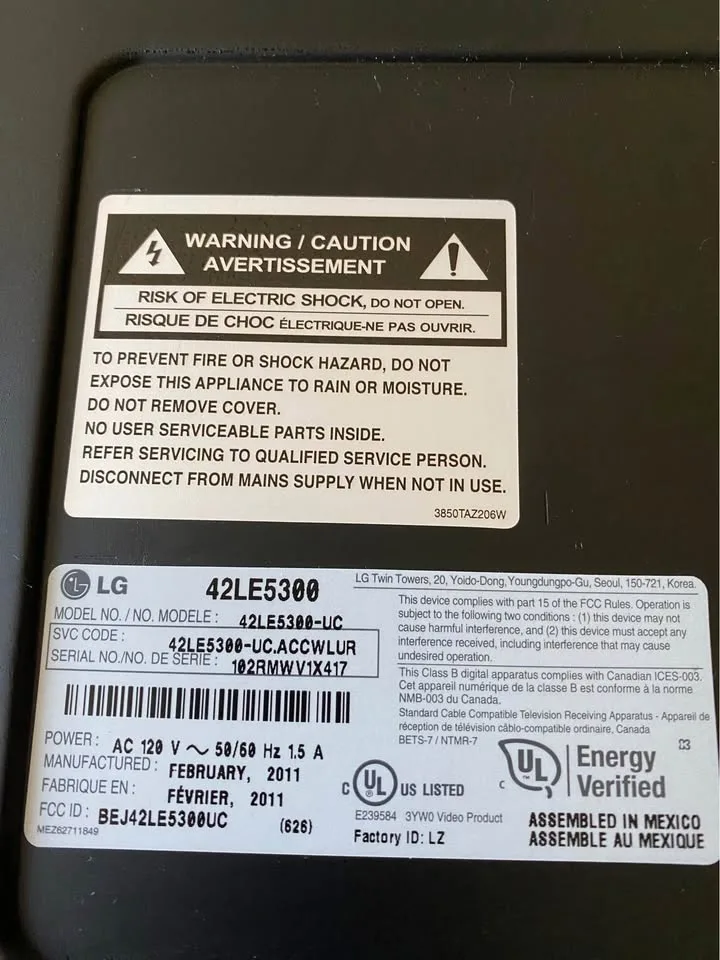 WARNING / CAUTION
AVERTISSEMENT
RISK OF ELECTRIC SHOCK, DO NOT OPEN.
RISQUE DE CHOC ÉLECTRIQUE-NE PAS OUVRIR.
TO PREVENT FIRE OR SHOCK HAZARD, DO NOT
EXPOSE THIS APPLIANCE TO RAIN OR MOISTURE.
DO NOT REMOVE COVER.
NO USER SERVICEABLE PARTS INSIDE.
REFER SERVICING TO QUALIFIED SERVICE PERSON.
DISCONNECT FROM MAINS SUPPLY WHEN NOT IN USE.
3850TAZ206W
LG 42LE5300
MODEL NO. / NO. MODELE : 42LE5300-UC
SVC CODE : 42LE5300-UC.ACCWLUR
SERIAL NO./NO. DE SÉRIE : 102RMWV1X417
POWER : AC 120 V ~ 50/60 Hz 1.5 A
MANUFACTURED : FEBRUARY, 2011
FABRIQUE EN : FÉVRIER, 2011
FCC ID : BEJ42LE5300UC (626)
MEZ62711849
LG Twin Towers, 20, Yoido-Dong, Youngdungpo-Gu, Seoul, 150-721, Korea.
This device complies with part 15 of the FCC Rules. Operation is
subject to the following two conditions : (1) this device may not
cause harmful interference, and (2) this device must accept any
interference received, including interference that may cause
undesired operation.
This Class B digital apparatus complies with Canadian ICES-003.
Cet appareil numérique de la classe B est conforme à la norme
NMB-003 du Canada.
Standard Cable Compatible Television Receiving Apparatus - Appareil de
réception de télévision câblo-compatible ordinaire, Canada
BETS-7 / NTMR-7
C UL ® US LISTED
E239584 3YW0 Video Product
Factory ID: LZ
C UL ™ Energy
Verified
ASSEMBLED IN MEXICO
ASSEMBLE AU MEXIQUE